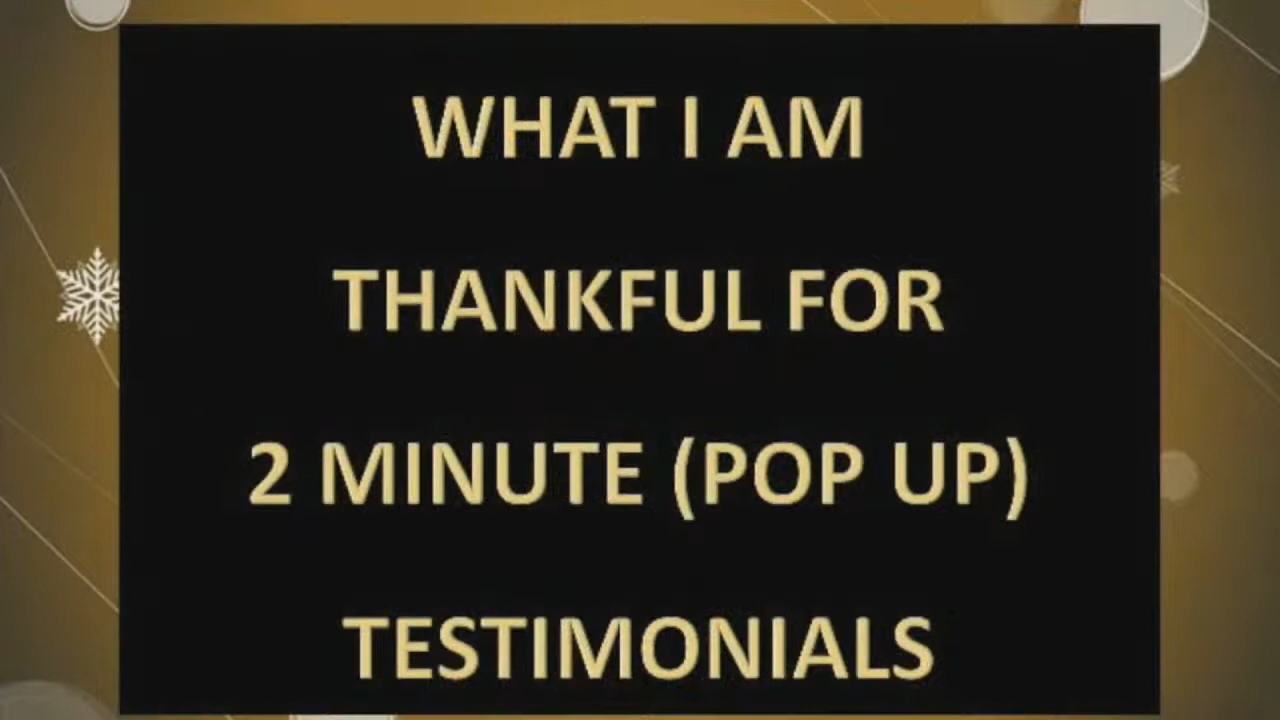 WHAT I AM
THANKFUL FOR
2 MINUTE (POP UP)
TESTIMONIALS